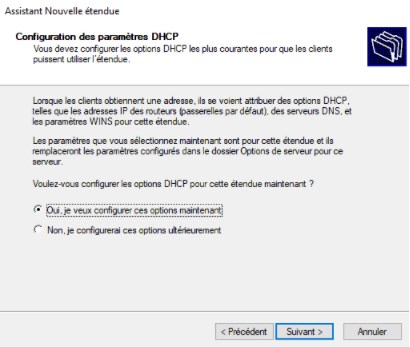 Assistant Nouvelle étendue
Configuration des paramètres DHCP
Vous devez configurer les options DHCP les plus courantes pour que les clients
puissent utiliser l'étendue.
Lorsque les clients obtiennent une adresse, ils se voient attribuer des options DHCP,
telles que les adresses IP des routeurs (passerelles par défaut), des serveurs DNS, et
les paramètres WINS pour cette étendue.
Les paramètres que vous sélectionnez maintenant sont pour cette étendue et ils
remplaceront les paramètres configurés dans le dossier Options de serveur pour ce
serveur.
Voulez-vous configurer les options DHCP pour cette étendue maintenant ?
Oui, je veux configurer ces options maintenant
Non, je configurerai ces options ultérieurement
< Précédent Suivant > Annuler